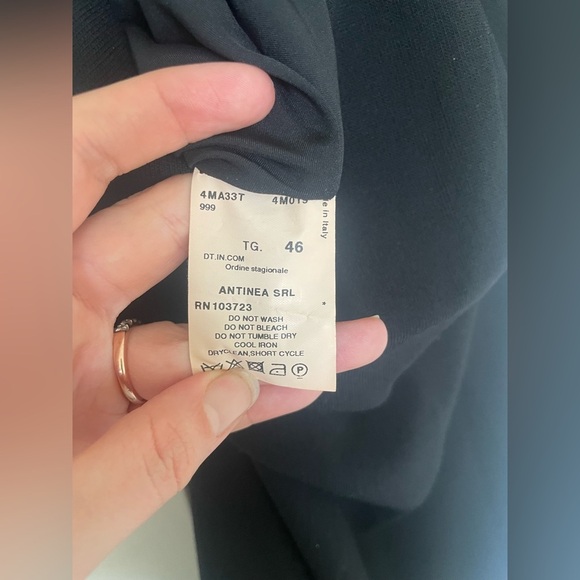 4MA33T 4M019
999
e in Italy
TG. 46
DT.IN.COM
Ordine stagionale
ANTINEA SRL
RN103723
DO NOT WASH
DO NOT BLEACH
DO NOT TUMBLE DRY
COOL IRON
DRYCLEAN,SHORT CYCLE
P